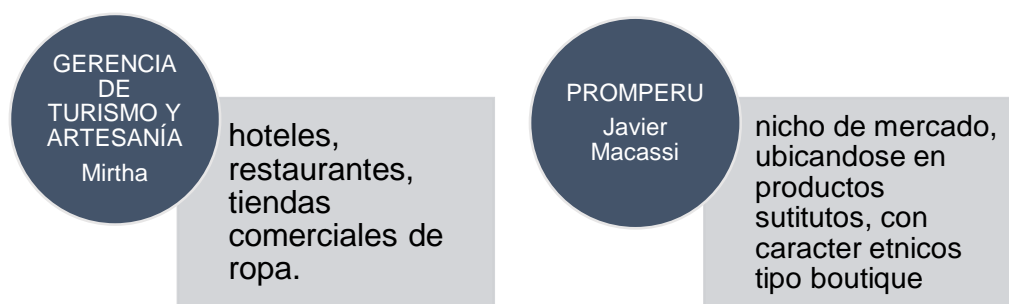 GERENCIA
DE
TURISMO Y
ARTESANÍA
Mirtha
hoteles,
restaurantes,
tiendas
comerciales de
ropa.
PROMPERU
Javier
Macassi
nicho de mercado,
ubicandose en
productos
sutitutos, con
caracter etnicos
tipo boutique